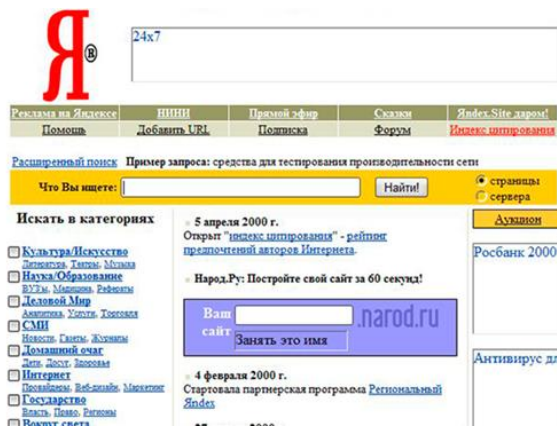 Я®
24x7
Реклама на Яndexе НИНИ Прямой эфир Сказки Яndex.Site даром!
Помощь Добавить URL Подписка Форум Индекс цитирования
Расширенный поиск Пример запроса: средства для тестирования производительности сети
Что Вы ищете: Найти! страницы
сервера
Искать в категориях
Культура/Искусство
Литература, Театры, Музыка
Наука/Образование
ВУЗы, Медицина, Рефераты
Деловой Мир
Аналитика, Услуги, Торговля
СМИ
Новости, Газеты, Журналы
Домашний очаг
Дети, Досуг, Здоровье
Интернет
Провайдеры, Веб-дизайн, Маркетинг
Государство
Власть, Право, Регионы
Вокруг света
5 апреля 2000 г.
Открыт "индекс цитирования" - рейтинг
предпочтений авторов Интернета.
Народ.Ру: Постройте свой сайт за 60 секунд!
Ваш
сайт
.narod.ru
Занять это имя
4 февраля 2000 г.
Стартовала партнерская программа Региональный
Яndex
Аукцион
Росбанк 2000
Антивирус дл